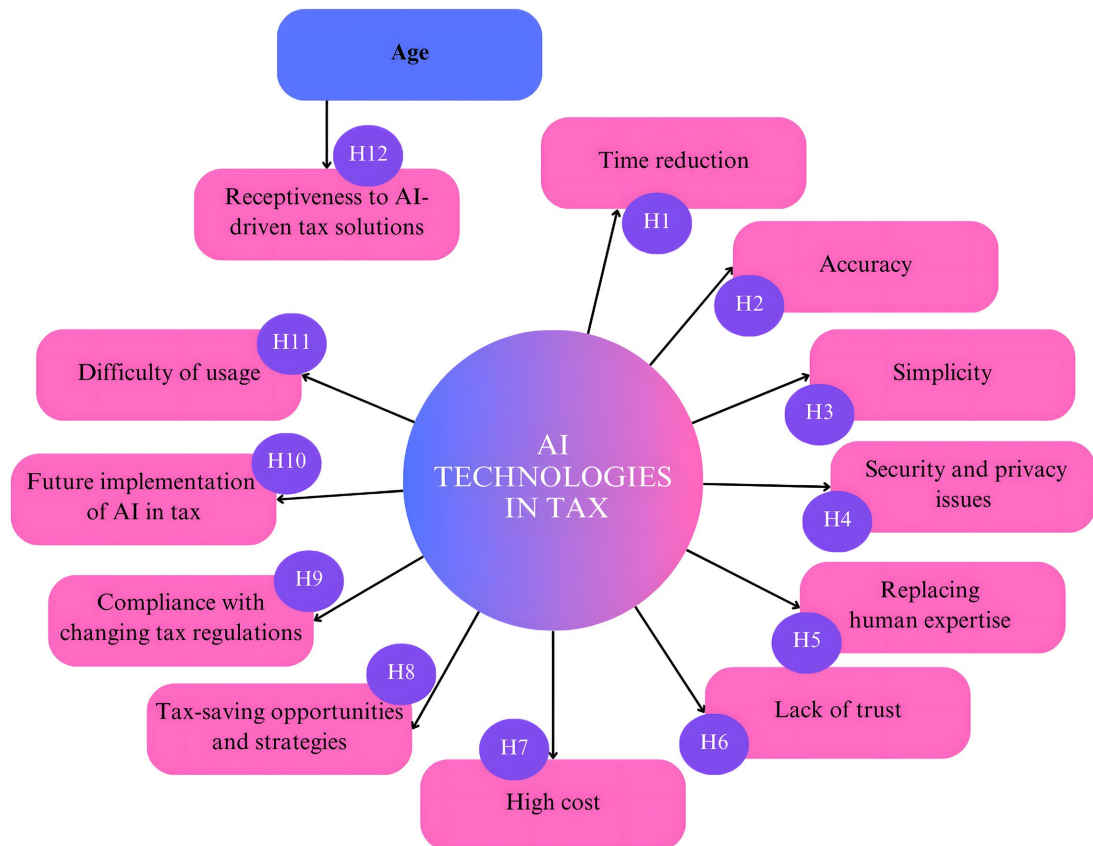 Age
H12
Receptiveness to AI-
driven tax solutions
Time reduction
H1
Accuracy
H2
Simplicity
H3
Security and privacy
issues
H4
Replacing
human expertise
H5
Lack of trust
H6
High cost
H7
Tax-saving opportunities
and strategies
H8
Compliance with
changing tax regulations
H9
Future implementation
of AI in tax
H10
Difficulty of usage
H11
AI
TECHNOLOGIES
IN TAX